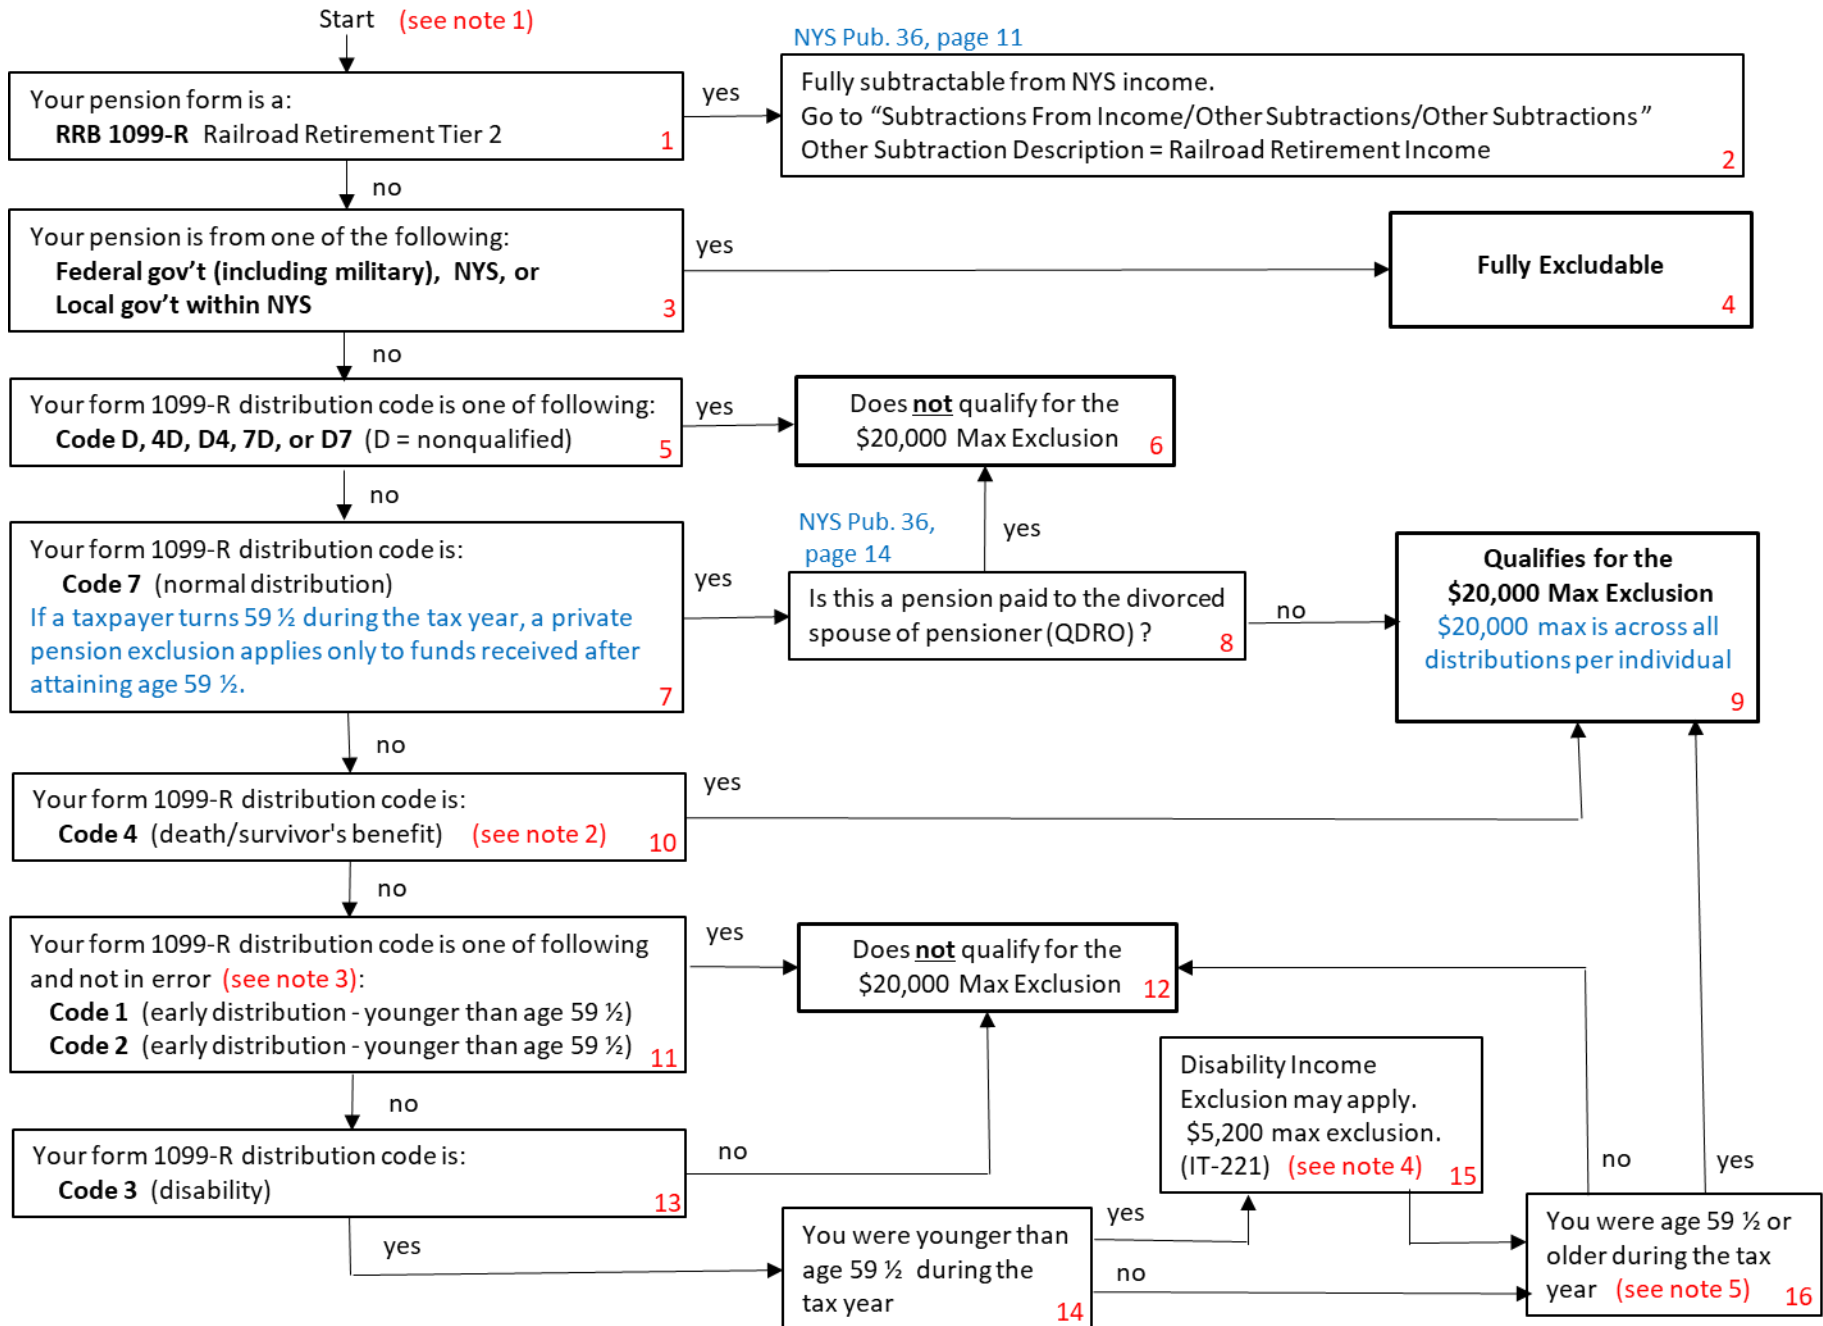 Start (see note 1)
Your pension form is a:
RRB 1099-R Railroad Retirement Tier 2
1
yes
NYS Pub. 36, page 11
Fully subtractable from NYS income.
Go to “Subtractions From Income/Other Subtractions/Other Subtractions”
Other Subtraction Description = Railroad Retirement Income
2
no
Your pension is from one of the following:
Federal gov’t (including military), NYS, or
Local gov’t within NYS
3
yes
Fully Excludable
4
no
Your form 1099-R distribution code is one of following:
Code D, 4D, D4, 7D, or D7 (D = nonqualified)
5
yes
Does not qualify for the
$20,000 Max Exclusion
6
no
Your form 1099-R distribution code is:
Code 7 (normal distribution)
If a taxpayer turns 59 ½ during the tax year, a private
pension exclusion applies only to funds received after
attaining age 59 ½.
7
yes
NYS Pub. 36,
page 14
yes
Is this a pension paid to the divorced
spouse of pensioner (QDRO) ?
8
no
Qualifies for the
$20,000 Max Exclusion
$20,000 max is across all
distributions per individual
9
no
Your form 1099-R distribution code is:
Code 4 (death/survivor's benefit) (see note 2)
10
yes
no
Your form 1099-R distribution code is one of following
and not in error (see note 3):
Code 1 (early distribution - younger than age 59 ½)
Code 2 (early distribution - younger than age 59 ½)
11
yes
Does not qualify for the
$20,000 Max Exclusion
12
no
Your form 1099-R distribution code is:
Code 3 (disability)
13
no
yes
You were younger than
age 59 ½ during the
tax year
14
yes
no
Disability Income
Exclusion may apply.
$5,200 max exclusion.
(IT-221) (see note 4)
15
no
yes
You were age 59 ½ or
older during the tax
year (see note 5)
16